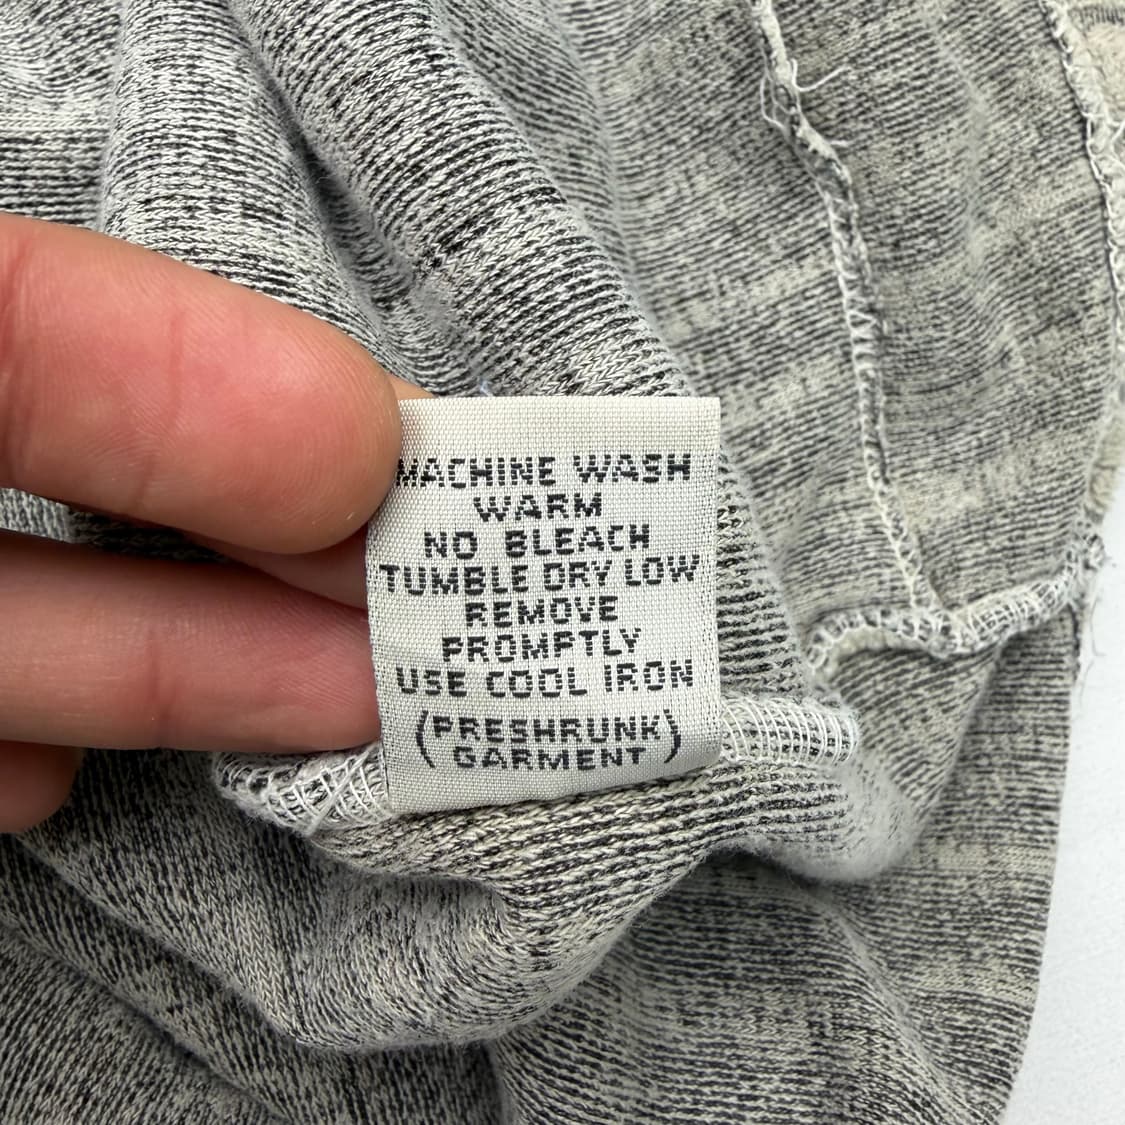 MACHINE WASH
WARM
NO BLEACH
TUMBLE DRY LOW
REMOVE
PROMPTLY
USE COOL IRON
(PRESHRUNK
GARMENT)